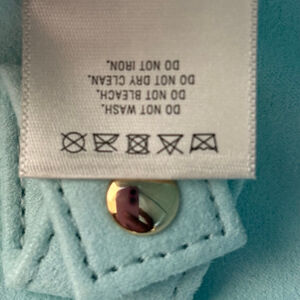 DO NOT WASH.
DO NOT BLEACH.
DO NOT DRY CLEAN.
DO NOT IRON.